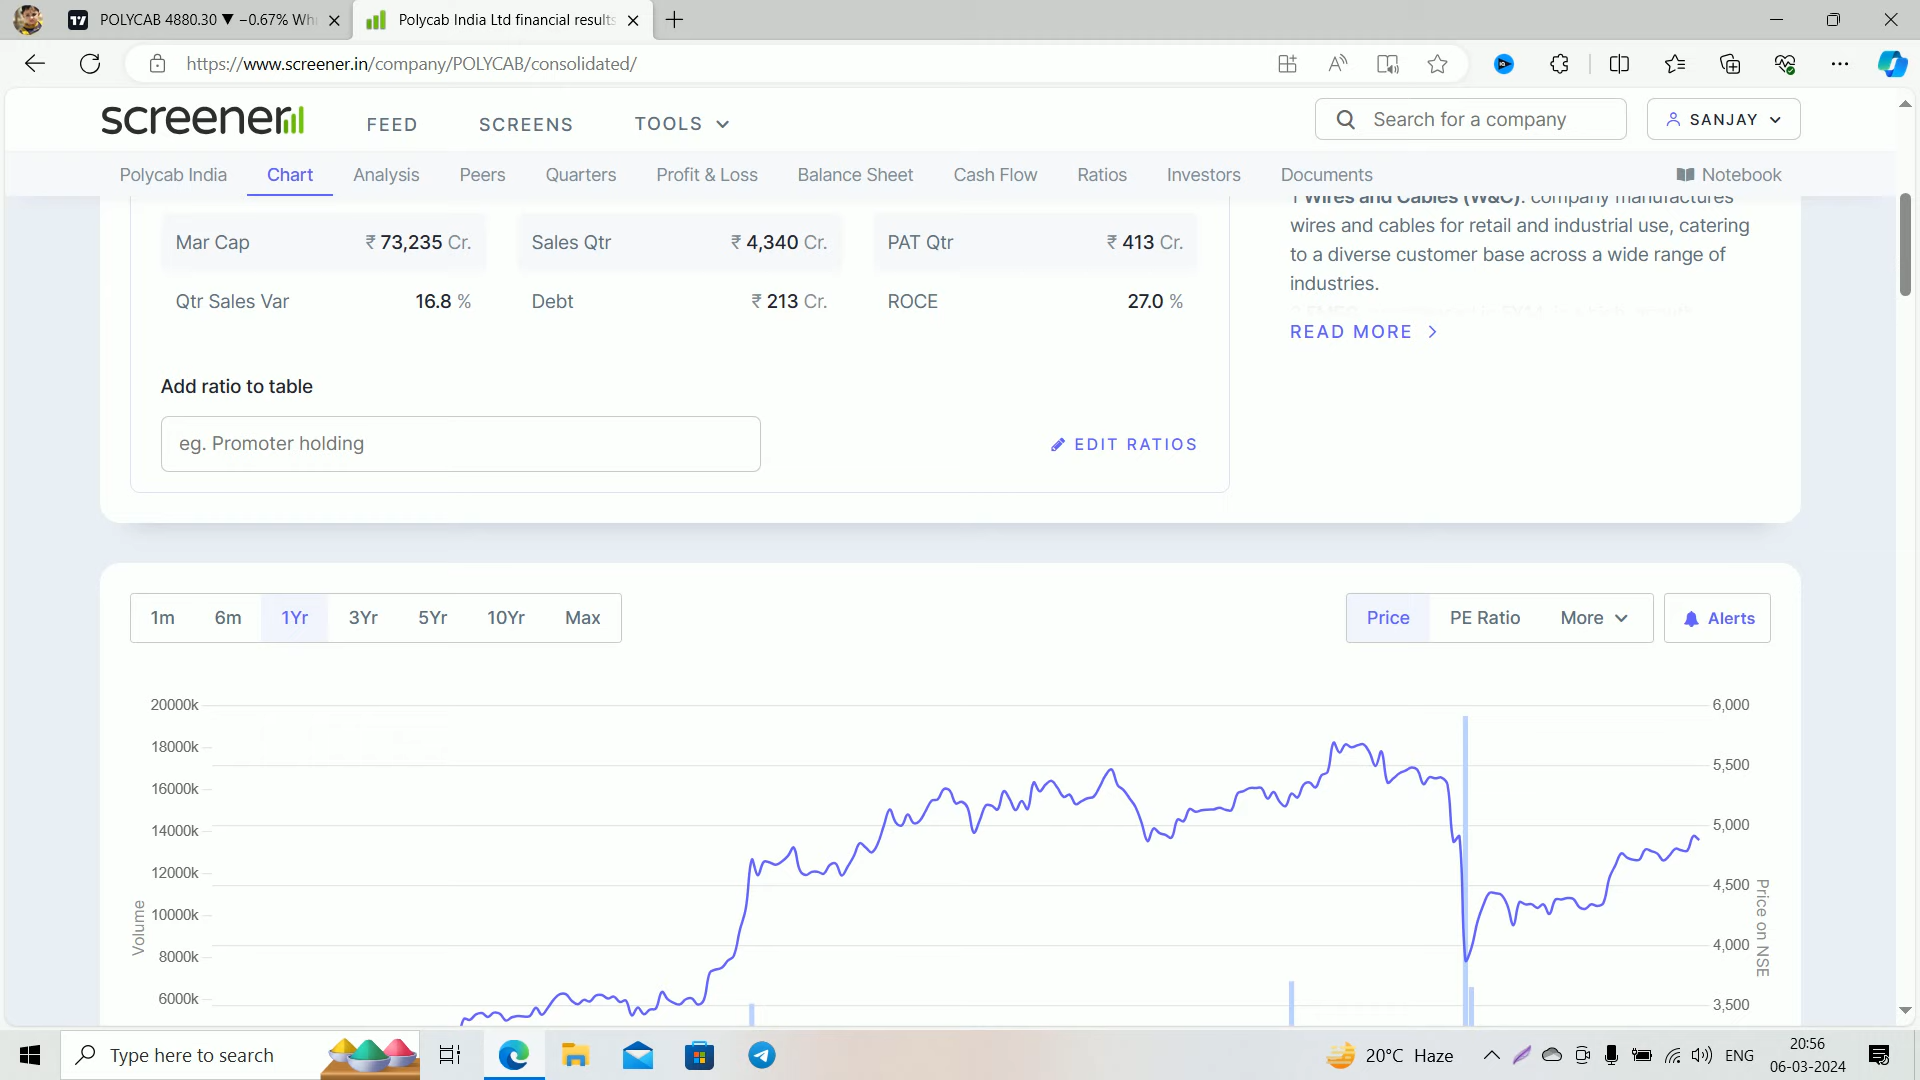 POLYCAB 4880.30 ▼ −0.67%
Polycab India Ltd financial results
https://www.screener.in/company/POLYCAB/consolidated/
screener
FEED
SCREENS
TOOLS
Search for a company
SANJAY
Polycab India
Chart
Analysis
Peers
Quarters
Profit & Loss
Balance Sheet
Cash Flow
Ratios
Investors
Documents
Notebook
Mar Cap ₹ 73,235 Cr.
Sales Qtr ₹ 4,340 Cr.
PAT Qtr ₹ 413 Cr.
Qtr Sales Var 16.8 %
Debt ₹ 213 Cr.
ROCE 27.0 %
1 Wires and Cables (W&C): company manufactures
wires and cables for retail and industrial use, catering
to a diverse customer base across a wide range of
industries.
READ MORE
Add ratio to table
eg. Promoter holding
EDIT RATIOS
1m 6m 1Yr 3Yr 5Yr 10Yr Max
Price PE Ratio More
Alerts
20000k
18000k
16000k
14000k
12000k
10000k
8000k
6000k
Volume
6,000
5,500
5,000
4,500
4,000
3,500
Price on NSE
Type here to search
20°C Haze
ENG
20:56
06-03-2024